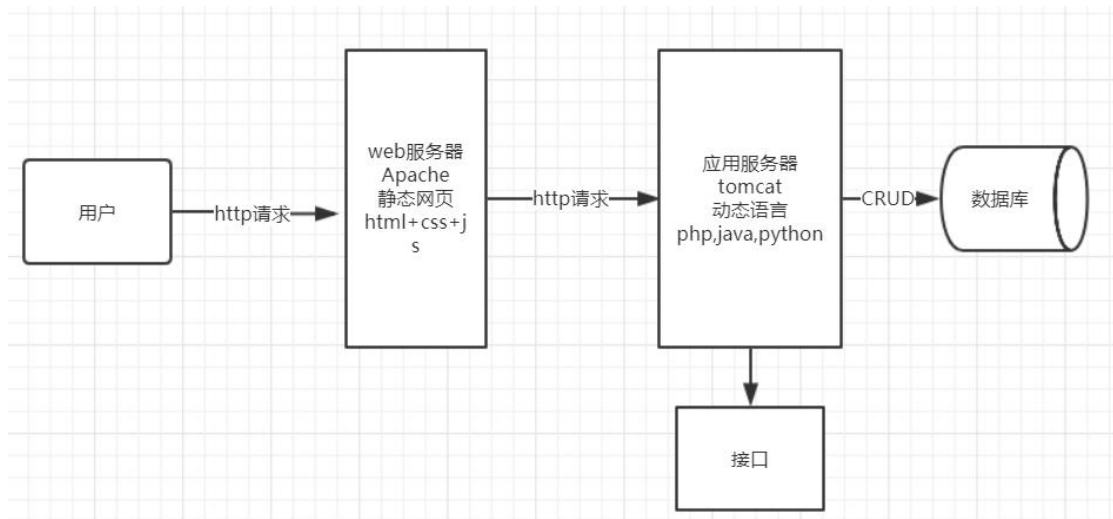 用户
http请求
web服务器
Apache
静态网页
html+css+j
s
http请求
应用服务器
tomcat
动态语言
php,java,python
CRUD
数据库
接口